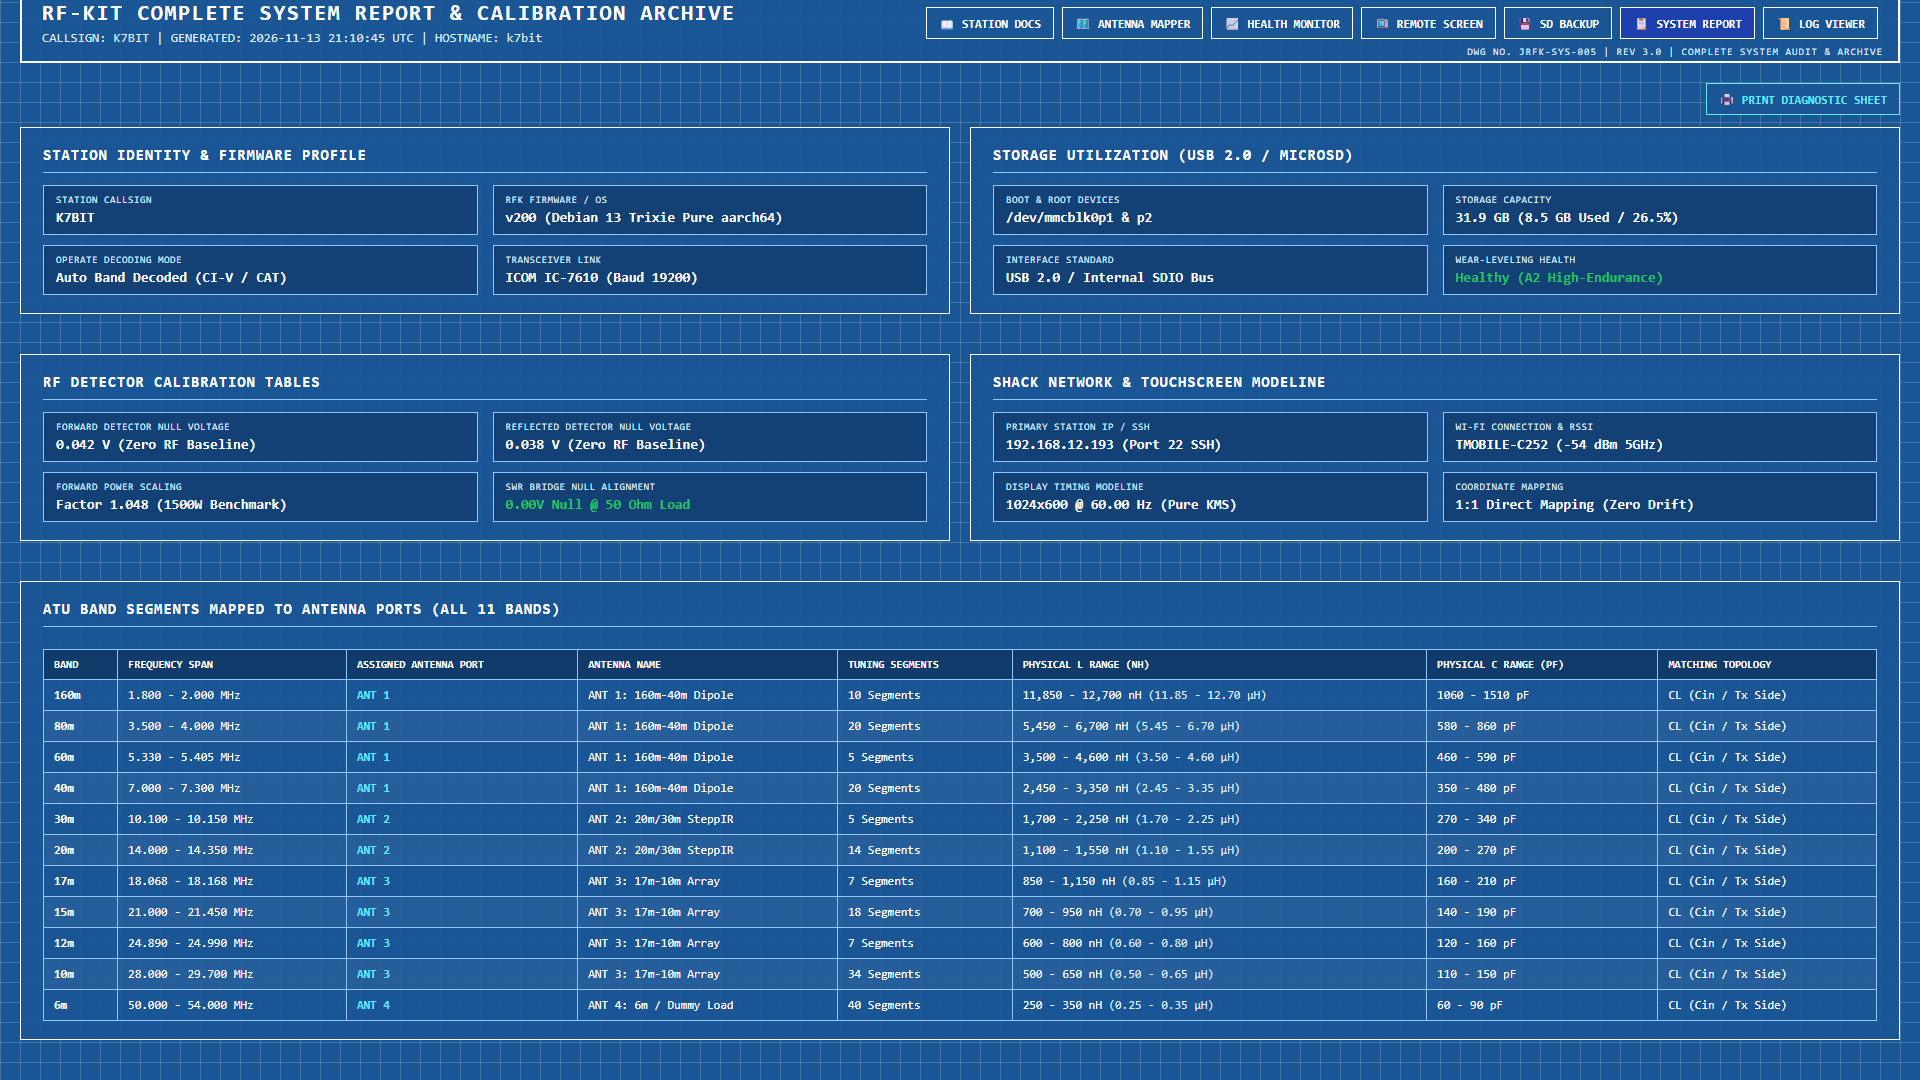 RF-KIT COMPLETE SYSTEM REPORT & CALIBRATION ARCHIVE
CALLSIGN: K7BIT | GENERATED: 2026-11-13 21:10:45 UTC | HOSTNAME: k7bit
STATION DOCS
ANTENNA MAPPER
HEALTH MONITOR
REMOTE SCREEN
SD BACKUP
SYSTEM REPORT
LOG VIEWER
DWG NO. JRFK-SYS-005 | REV 3.0 | COMPLETE SYSTEM AUDIT & ARCHIVE
PRINT DIAGNOSTIC SHEET
STATION IDENTITY & FIRMWARE PROFILE
STATION CALLSIGN
K7BIT
RFK FIRMWARE / OS
v200 (Debian 13 Trixie Pure aarch64)
OPERATE DECODING MODE
Auto Band Decoded (CI-V / CAT)
TRANSCEIVER LINK
ICOM IC-7610 (Baud 19200)
STORAGE UTILIZATION (USB 2.0 / MICROSD)
BOOT & ROOT DEVICES
/dev/mmcblk0p1 & p2
STORAGE CAPACITY
31.9 GB (8.5 GB Used / 26.5%)
INTERFACE STANDARD
USB 2.0 / Internal SDIO Bus
WEAR-LEVELING HEALTH
Healthy (A2 High-Endurance)
RF DETECTOR CALIBRATION TABLES
FORWARD DETECTOR NULL VOLTAGE
0.042 V (Zero RF Baseline)
REFLECTED DETECTOR NULL VOLTAGE
0.038 V (Zero RF Baseline)
FORWARD POWER SCALING
Factor 1.048 (1500W Benchmark)
SWR BRIDGE NULL ALIGNMENT
0.00V Null @ 50 Ohm Load
SHACK NETWORK & TOUCHSCREEN MODELINE
PRIMARY STATION IP / SSH
192.168.12.193 (Port 22 SSH)
WI-FI CONNECTION & RSSI
TMOBILE-C252 (-54 dBm 5GHz)
DISPLAY TIMING MODELINE
1024x600 @ 60.00 Hz (Pure KMS)
COORDINATE MAPPING
1:1 Direct Mapping (Zero Drift)
ATU BAND SEGMENTS MAPPED TO ANTENNA PORTS (ALL 11 BANDS)
BAND FREQUENCY SPAN ASSIGNED ANTENNA PORT ANTENNA NAME TUNING SEGMENTS PHYSICAL L RANGE (NH) PHYSICAL C RANGE (PF) MATCHING TOPOLOGY
160m 1.800 - 2.000 MHz ANT 1 ANT 1: 160m-40m Dipole 10 Segments 11,850 - 12,700 nH (11.85 - 12.70 µH) 1060 - 1510 pF CL (Cin / Tx Side)
80m 3.500 - 4.000 MHz ANT 1 ANT 1: 160m-40m Dipole 20 Segments 5,450 - 6,700 nH (5.45 - 6.70 µH) 580 - 860 pF CL (Cin / Tx Side)
60m 5.330 - 5.405 MHz ANT 1 ANT 1: 160m-40m Dipole 5 Segments 3,500 - 4,600 nH (3.50 - 4.60 µH) 460 - 590 pF CL (Cin / Tx Side)
40m 7.000 - 7.300 MHz ANT 1 ANT 1: 160m-40m Dipole 20 Segments 2,450 - 3,350 nH (2.45 - 3.35 µH) 350 - 480 pF CL (Cin / Tx Side)
30m 10.100 - 10.150 MHz ANT 2 ANT 2: 20m/30m SteppIR 5 Segments 1,700 - 2,250 nH (1.70 - 2.25 µH) 270 - 340 pF CL (Cin / Tx Side)
20m 14.000 - 14.350 MHz ANT 2 ANT 2: 20m/30m SteppIR 14 Segments 1,100 - 1,550 nH (1.10 - 1.55 µH) 200 - 270 pF CL (Cin / Tx Side)
17m 18.068 - 18.168 MHz ANT 3 ANT 3: 17m-10m Array 7 Segments 850 - 1,150 nH (0.85 - 1.15 µH) 160 - 210 pF CL (Cin / Tx Side)
15m 21.000 - 21.450 MHz ANT 3 ANT 3: 17m-10m Array 18 Segments 700 - 950 nH (0.70 - 0.95 µH) 140 - 190 pF CL (Cin / Tx Side)
12m 24.890 - 24.990 MHz ANT 3 ANT 3: 17m-10m Array 7 Segments 600 - 800 nH (0.60 - 0.80 µH) 120 - 160 pF CL (Cin / Tx Side)
10m 28.000 - 29.700 MHz ANT 3 ANT 3: 17m-10m Array 34 Segments 500 - 650 nH (0.50 - 0.65 µH) 110 - 150 pF CL (Cin / Tx Side)
6m 50.000 - 54.000 MHz ANT 4 ANT 4: 6m / Dummy Load 40 Segments 250 - 350 nH (0.25 - 0.35 µH) 60 - 90 pF CL (Cin / Tx Side)